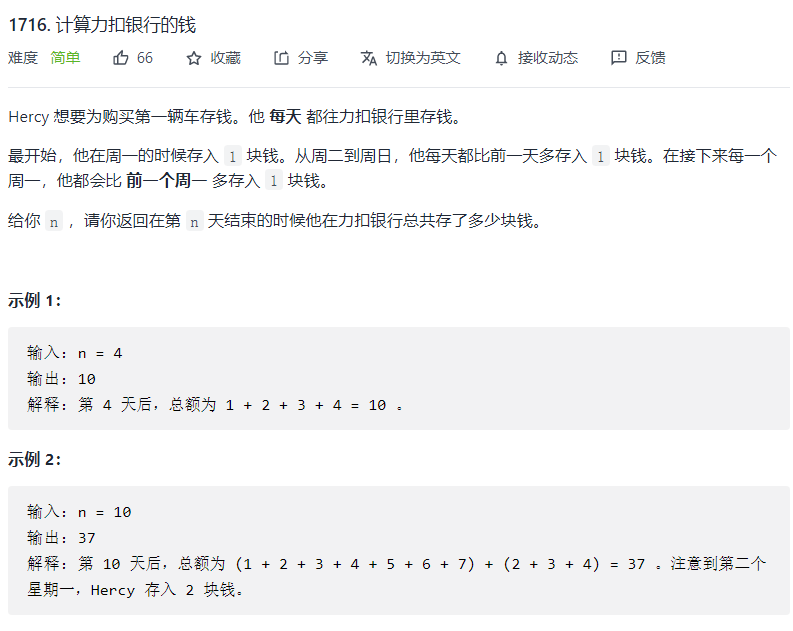 1716. 计算力扣银行的钱
难度 简单 66 收藏 分享 切换为英文 接收动态 反馈
Hercy 想要为购买第一辆车存钱。他 每天 都往力扣银行里存钱。
最开始，他在周一的时候存入 1 块钱。从周二到周日，他每天都比前一天多存入 1 块钱。在接下来每一个
周一，他都会比 前一个周一 多存入 1 块钱。
给你 n ，请你返回在第 n 天结束的时候他在力扣银行总共存了多少块钱。
示例 1：
输入：n = 4
输出：10
解释：第 4 天后，总额为 1 + 2 + 3 + 4 = 10 。
示例 2：
输入：n = 10
输出：37
解释：第 10 天后，总额为 (1 + 2 + 3 + 4 + 5 + 6 + 7) + (2 + 3 + 4) = 37 。注意到第二个
星期一，Hercy 存入 2 块钱。